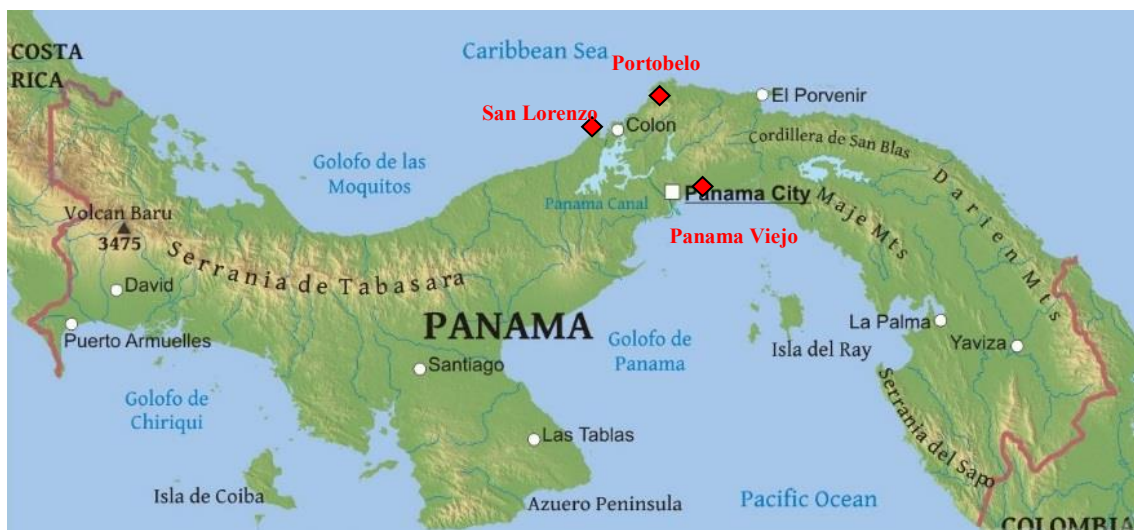 COSTA
RICA
Caribbean Sea
Portobelo
San Lorenzo
Colon
El Porvenir
Cordillera de San Blas
Golofo de las
Moquitos
Darien Mts
Volcan Baru
3475
Panama Canal
Panama City
Maje Mts
Panama Viejo
Serrania de Tabasara
David
Puerto Armuelles
PANAMA
Golofo de
Panama
Isla del Ray
La Palma
Yaviza
Santiago
Golofo de
Chiriqui
Serrania del Sapo
Las Tablas
Isla de Coiba
Azuero Peninsula
Pacific Ocean
COLOMBIA